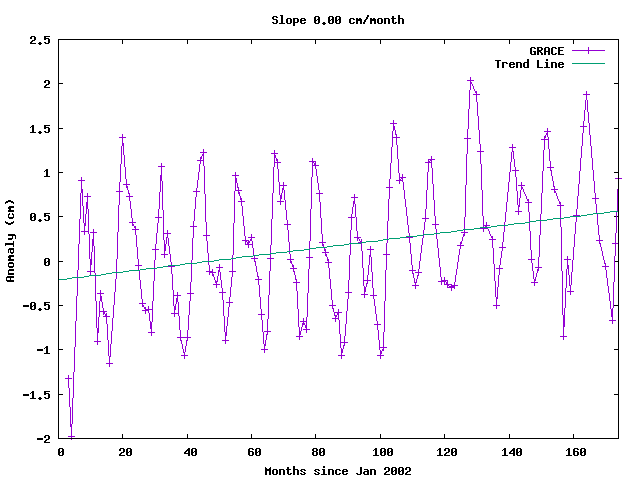 Slope 0.00 cm/month
GRACE
Trend Line
2.5
2
1.5
1
0.5
0
-0.5
-1
-1.5
-2
Anomaly (cm)
0 20 40 60 80 100 120 140 160
Months since Jan 2002